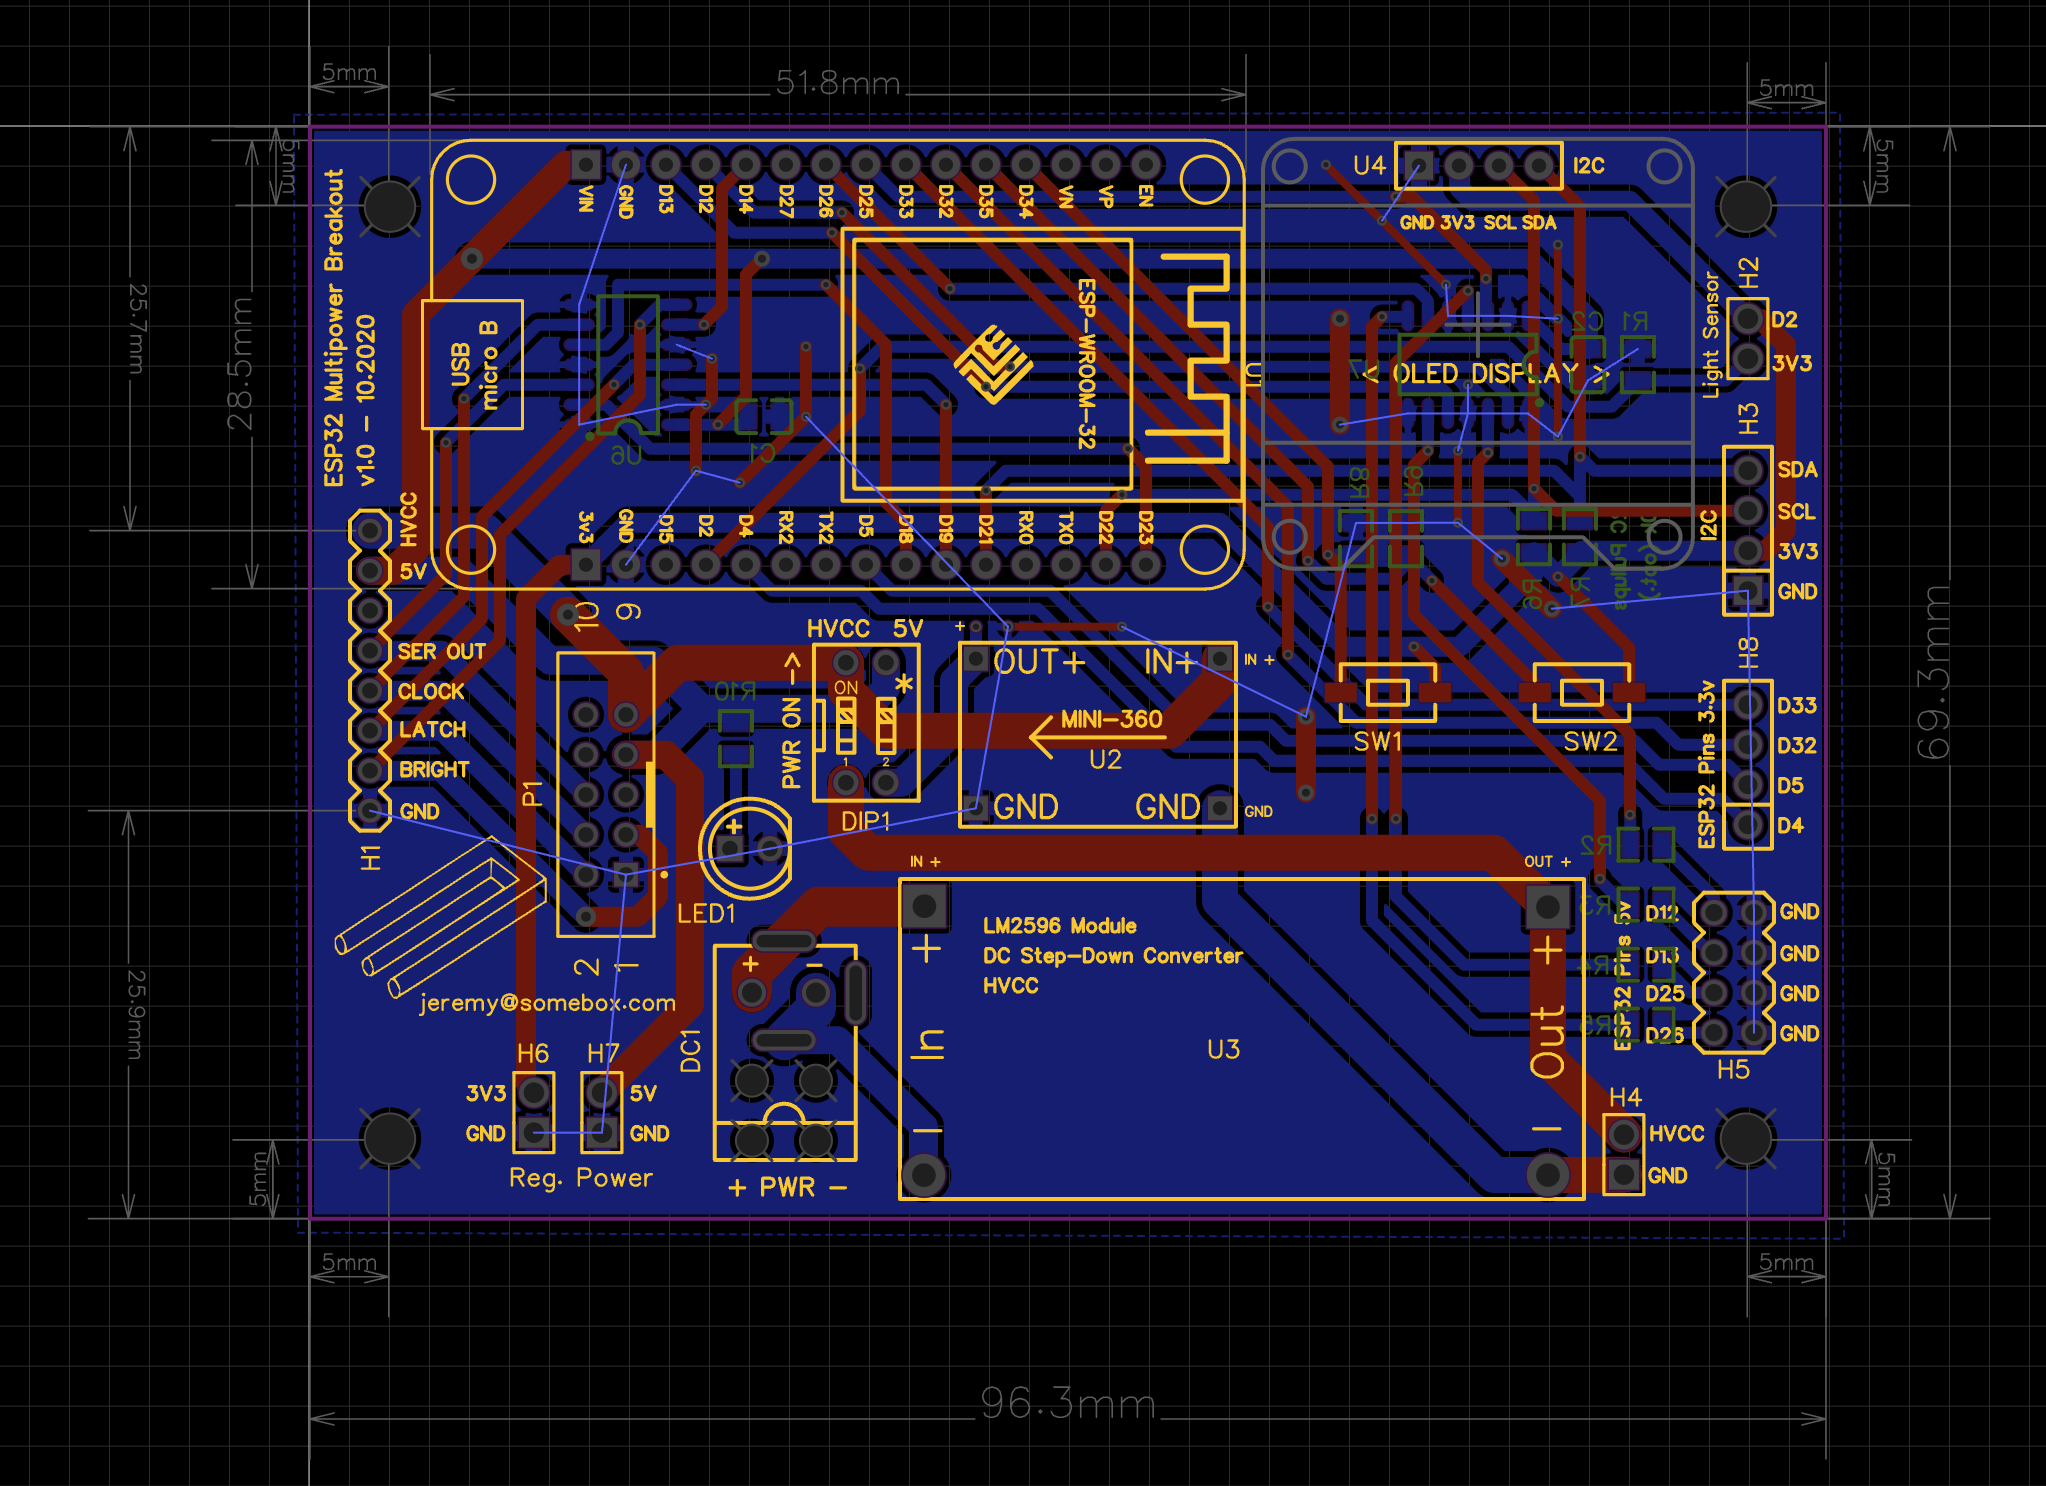 5mm
51.8mm
5mm
5mm
5mm
25.7mm
28.5mm
25.9mm
5mm
5mm
5mm
5mm
69.3mm
96.3mm
ESP32 Multipower Breakout
v1.0 - 10.2020
VIN GND D13 D12 D14 D27 D26 D25 D33 D32 D35 D34 VN VP EN
USB
micro B
ESP-WROOM-32
U1
3v3 GND D15 D2 D4 RX2 TX2 D5 D18 D19 D21 RX0 TX0 D22 D23
U6
C1
U4
I2C
GND 3V3 SCL SDA
< OLED DISPLAY >
C2
R1
R8
R9
R6
R7
H2
Light Sensor
D2
3V3
H3
I2C
SDA
SCL
3V3
GND
H8
ESP32 Pins 3.3v
D33
D32
D5
D4
HVCC
5V
SER OUT
CLOCK
LATCH
BRIGHT
GND
H1
10
9
P1
2
1
jeremy@somebox.com
R10
HVCC 5V
PWR ON ->
ON
*
1 2
DIP1
+
OUT+ IN+
IN +
MINI-360
U2
GND GND
GND
SW1
SW2
+
LED1
IN +
OUT +
LM2596 Module
DC Step-Down Converter
HVCC
+
+
In
Out
U3
-
-
R2
R3
R4
R5
ESP32 Pins 5v
D12
D13
D25
D26
GND
GND
GND
GND
H5
H4
HVCC
GND
H6
H7
3V3
5V
GND
GND
Reg. Power
DC1
+ -
+ PWR -